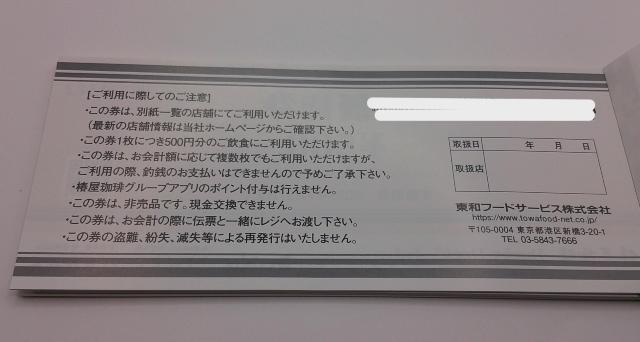 [ご利用に際してのご注意]
・この券は、別紙一覧の店舗にてご利用いただけます。
（最新の店舗情報は当社ホームページからご確認下さい。）
・この券1枚につき500円分のご飲食にご利用いただけます。
・この券は、お会計額に応じて複数枚でもご利用いただけますが、
ご利用の際、釣銭のお支払いはできませんので予めご了承下さい。
・椿屋珈琲グループアプリのポイント付与は行えません。
・この券は、非売品です。現金交換できません。
・この券は、お会計の際に伝票と一緒にレジへお渡し下さい。
・この券の盗難、紛失、滅失等による再発行はいたしません。
取扱日 年 月 日
取扱店
東和フードサービス株式会社
https://www.towafood-net.co.jp/
〒105-0004 東京都港区新橋3-20-1
TEL 03-5843-7666